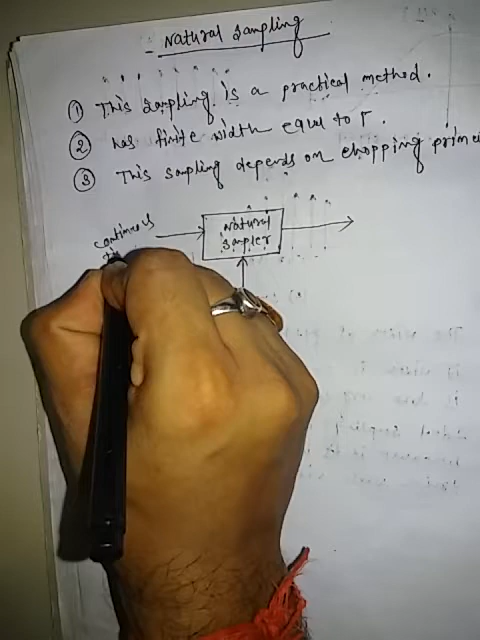 Natural Sampling
① This sampling is a practical method.
② has finite width equal to τ.
③ This sampling depends on chopping princi
continuous
Natural
Sampler